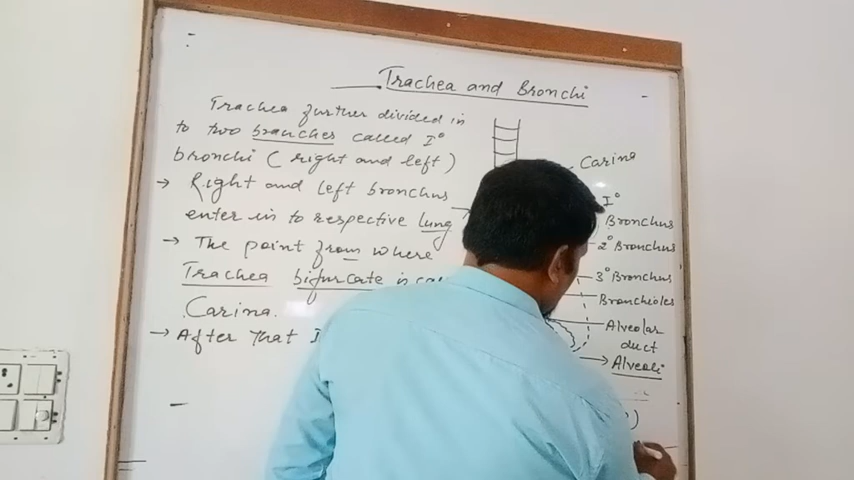 Trachea and Bronchi
Trachea further divided in
to two branches called I°
bronchi (right and left)
→ Right and left bronchus
enter in to respective lung
→ The point from where
Trachea bifurcate is ca
Carina.
→ After that I
Carina
I°
Bronchus
2° Bronchus
3° Bronchus
Bronchioles
Alveolar
duct
Alveoli